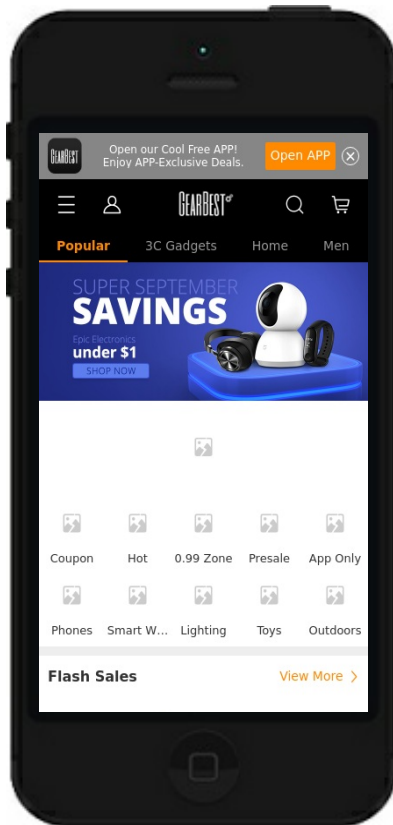 GEARBEST
Open our Cool Free APP!
Enjoy APP-Exclusive Deals.
Open APP
GEARBEST
Popular
3C Gadgets
Home
Men
SUPER SEPTEMBER
SAVINGS
Epic Electronics
under $1
SHOP NOW
Coupon
Hot
0.99 Zone
Presale
App Only
Phones
Smart W...
Lighting
Toys
Outdoors
Flash Sales
View More